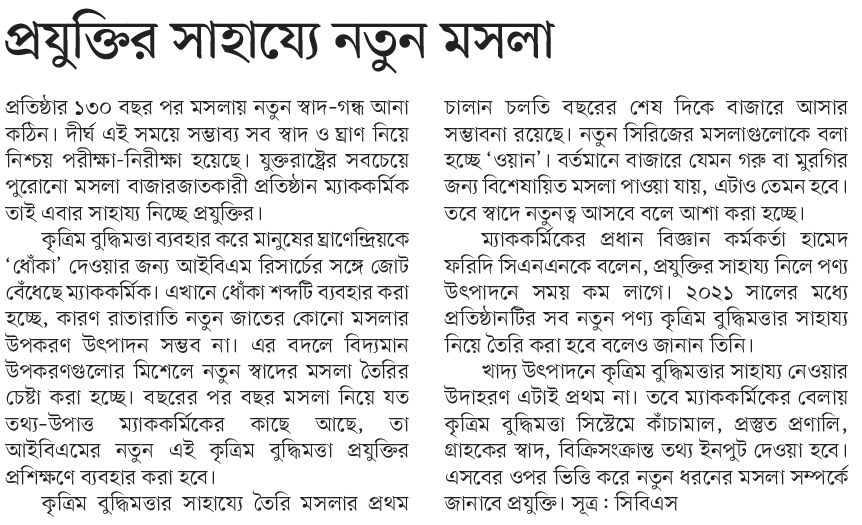 প্রযুক্তির সাহায্যে নতুন মসলা
প্রতিষ্ঠার ১৩০ বছর পর মসলায় নতুন স্বাদ-গন্ধ আনা
কঠিন। দীর্ঘ এই সময়ে সম্ভাব্য সব স্বাদ ও ঘ্রাণ নিয়ে
নিশ্চয় পরীক্ষা-নিরীক্ষা হয়েছে। যুক্তরাষ্ট্রের সবচেয়ে
পুরোনো মসলা বাজারজাতকারী প্রতিষ্ঠান ম্যাককর্মিক
তাই এবার সাহায্য নিচ্ছে প্রযুক্তির।
কৃত্রিম বুদ্ধিমত্তা ব্যবহার করে মানুষের ঘ্রাণেন্দ্রিয়কে
‘ধোঁকা’ দেওয়ার জন্য আইবিএম রিসার্চের সঙ্গে জোট
বেঁধেছে ম্যাককর্মিক। এখানে ধোঁকা শব্দটি ব্যবহার করা
হচ্ছে, কারণ রাতারাতি নতুন জাতের কোনো মসলার
উপকরণ উৎপাদন সম্ভব না। এর বদলে বিদ্যমান
উপকরণগুলোর মিশেলে নতুন স্বাদের মসলা তৈরির
চেষ্টা করা হচ্ছে। বছরের পর বছর মসলা নিয়ে যত
তথ্য-উপাত্ত ম্যাককর্মিকের কাছে আছে, তা
আইবিএমের নতুন এই কৃত্রিম বুদ্ধিমত্তা প্রযুক্তির
প্রশিক্ষণে ব্যবহার করা হবে।
কৃত্রিম বুদ্ধিমত্তার সাহায্যে তৈরি মসলার প্রথম
চালান চলতি বছরের শেষ দিকে বাজারে আসার
সম্ভাবনা রয়েছে। নতুন সিরিজের মসলাগুলোকে বলা
হচ্ছে ‘ওয়ান’। বর্তমানে বাজারে যেমন গরু বা মুরগির
জন্য বিশেষায়িত মসলা পাওয়া যায়, এটাও তেমন হবে।
তবে স্বাদে নতুনত্ব আসবে বলে আশা করা হচ্ছে।
ম্যাককর্মিকের প্রধান বিজ্ঞান কর্মকর্তা হামেদ
ফরিদি সিএনএনকে বলেন, প্রযুক্তির সাহায্য নিলে পণ্য
উৎপাদনে সময় কম লাগে। ২০২১ সালের মধ্যে
প্রতিষ্ঠানটির সব নতুন পণ্য কৃত্রিম বুদ্ধিমত্তার সাহায্য
নিয়ে তৈরি করা হবে বলেও জানান তিনি।
খাদ্য উৎপাদনে কৃত্রিম বুদ্ধিমত্তার সাহায্য নেওয়ার
উদাহরণ এটাই প্রথম না। তবে ম্যাককর্মিকের বেলায়
কৃত্রিম বুদ্ধিমত্তা সিস্টেমে কাঁচামাল, প্রস্তুত প্রণালি,
গ্রাহকের স্বাদ, বিক্রিসংক্রান্ত তথ্য ইনপুট দেওয়া হবে।
এসবের ওপর ভিত্তি করে নতুন ধরনের মসলা সম্পর্কে
জানাবে প্রযুক্তি। সূত্র : সিবিএস